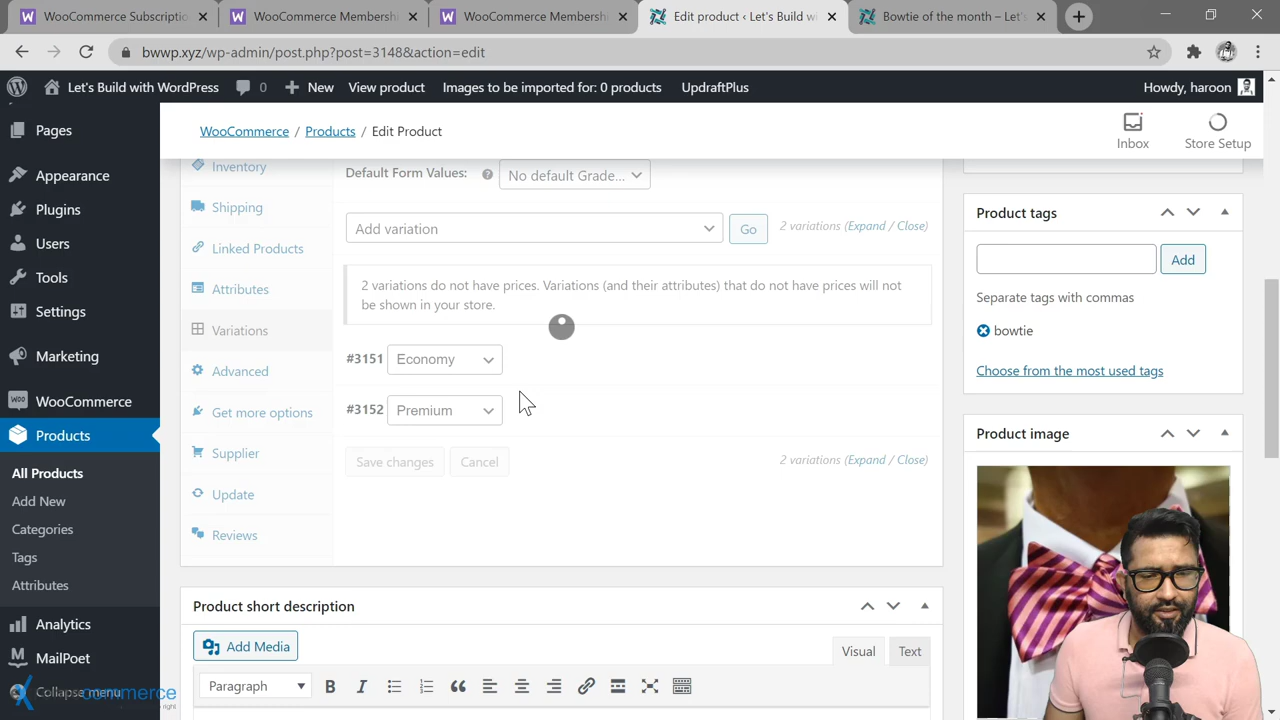 WooCommerce Subscription
WooCommerce Membershi
WooCommerce Membersh
Edit product ‹ Let's Build wi
Bowtie of the month – Let's
bwwp.xyz/wp-admin/post.php?post=3148&action=edit
Let's Build with WordPress
0
New
View product
Images to be imported for: 0 products
UpdraftPlus
Howdy, haroon
Pages
Appearance
Plugins
Users
Tools
Settings
Marketing
WooCommerce
Products
All Products
Add New
Categories
Tags
Attributes
Analytics
MailPoet
Collapse menu
commerce
right
WooCommerce / Products / Edit Product
Inbox
Store Setup
Inventory
Shipping
Linked Products
Attributes
Variations
Advanced
Get more options
Supplier
Update
Reviews
Default Form Values:
No default Grade...
Add variation
Go
2 variations (Expand / Close)
2 variations do not have prices. Variations (and their attributes) that do not have prices will not
be shown in your store.
#3151 Economy
#3152 Premium
Save changes
Cancel
2 variations (Expand / Close)
Product short description
Add Media
Visual
Text
Paragraph
Product tags
Add
Separate tags with commas
bowtie
Choose from the most used tags
Product image